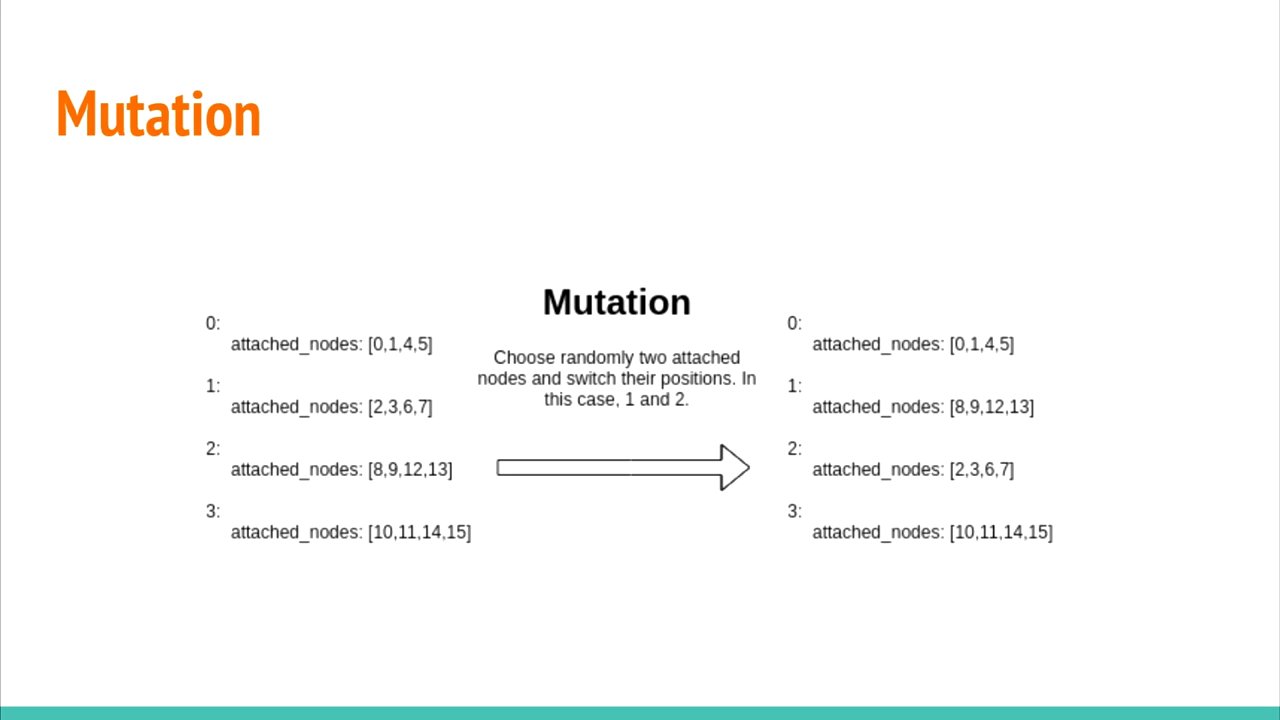 Mutation
0:
attached_nodes: [0,1,4,5]
1:
attached_nodes: [2,3,6,7]
2:
attached_nodes: [8,9,12,13]
3:
attached_nodes: [10,11,14,15]
Mutation
Choose randomly two attached
nodes and switch their positions. In
this case, 1 and 2.
0:
attached_nodes: [0,1,4,5]
1:
attached_nodes: [8,9,12,13]
2:
attached_nodes: [2,3,6,7]
3:
attached_nodes: [10,11,14,15]